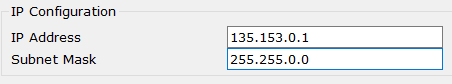 IP Configuration
IP Address 135.153.0.1
Subnet Mask 255.255.0.0